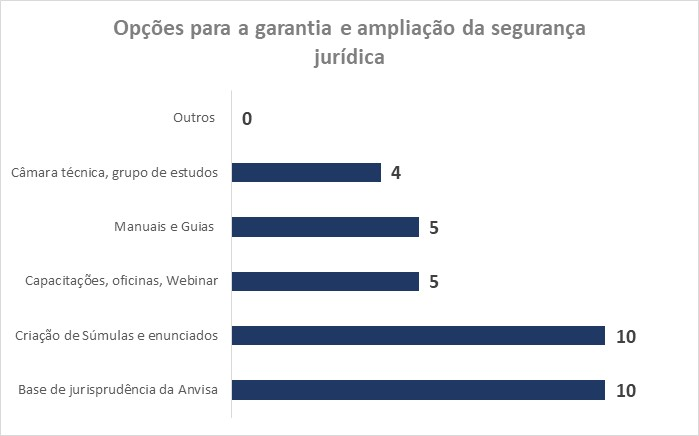 Opções para a garantia e ampliação da segurança
jurídica
Outros 0
Câmara técnica, grupo de estudos 4
Manuais e Guias 5
Capacitações, oficinas, Webinar 5
Criação de Súmulas e enunciados 10
Base de jurisprudência da Anvisa 10